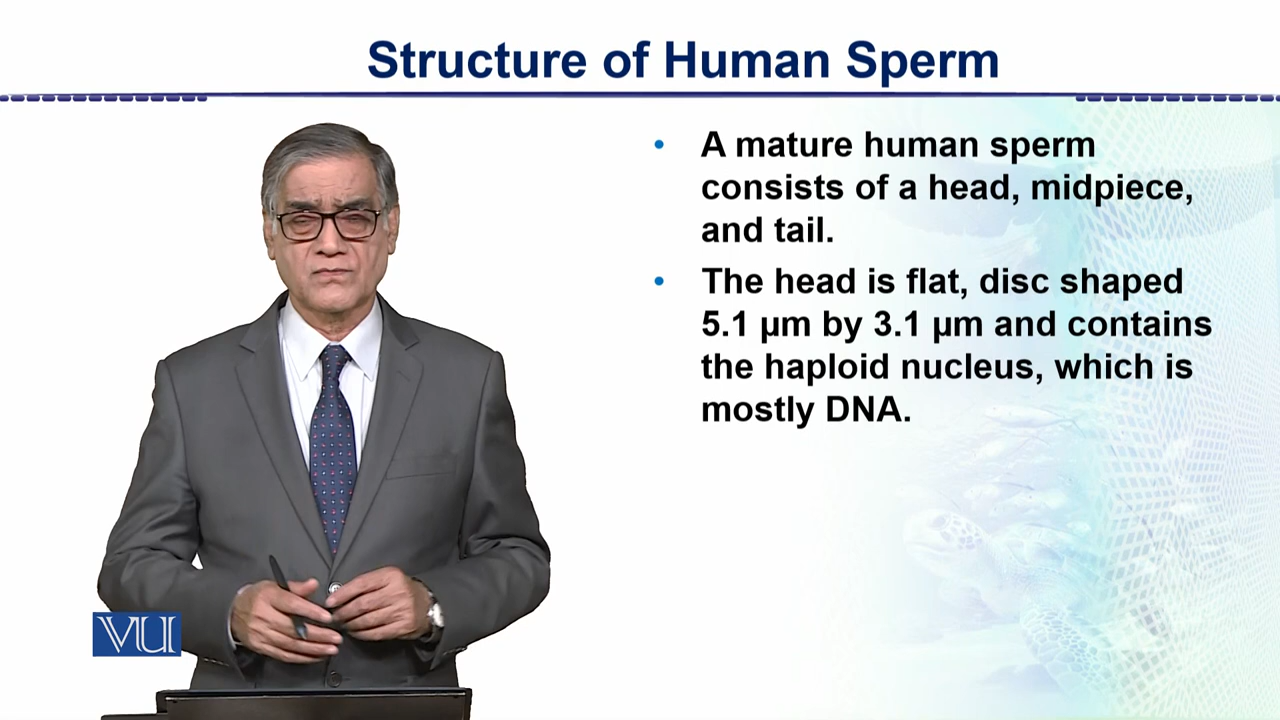 Structure of Human Sperm
• A mature human sperm
consists of a head, midpiece,
and tail.
• The head is flat, disc shaped
5.1 µm by 3.1 µm and contains
the haploid nucleus, which is
mostly DNA.
VU